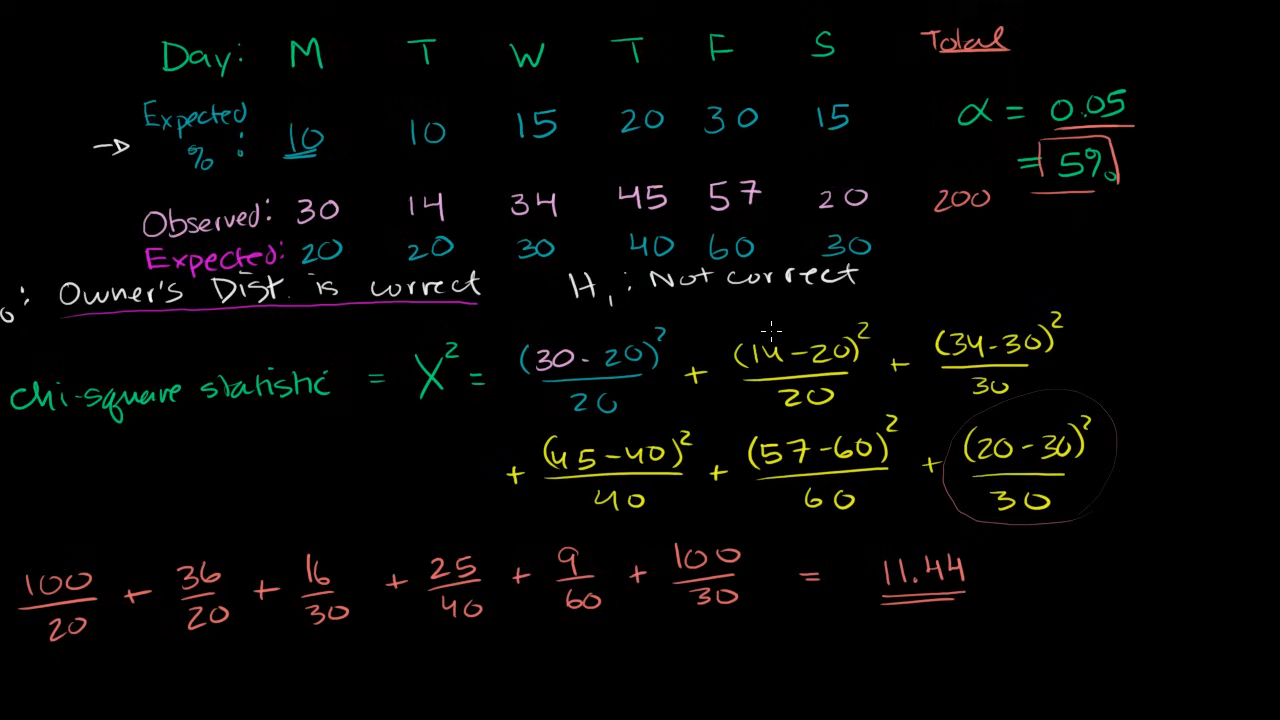 Day: M T W T F S Total
Expected %: 10 10 15 20 30 15
α = 0.05
= 5%
Observed: 30 14 34 45 57 20 200
Expected: 20 20 30 40 60 30
o: Owner's Dist. is correct H₁: Not correct
chi-square statistic = X² = (30-20)²/20 + (14-20)²/20 + (34-30)²/30
+ (45-40)²/40 + (57-60)²/60 + (20-30)²/30
100/20 + 36/20 + 16/30 + 25/40 + 9/60 + 100/30 = 11.44